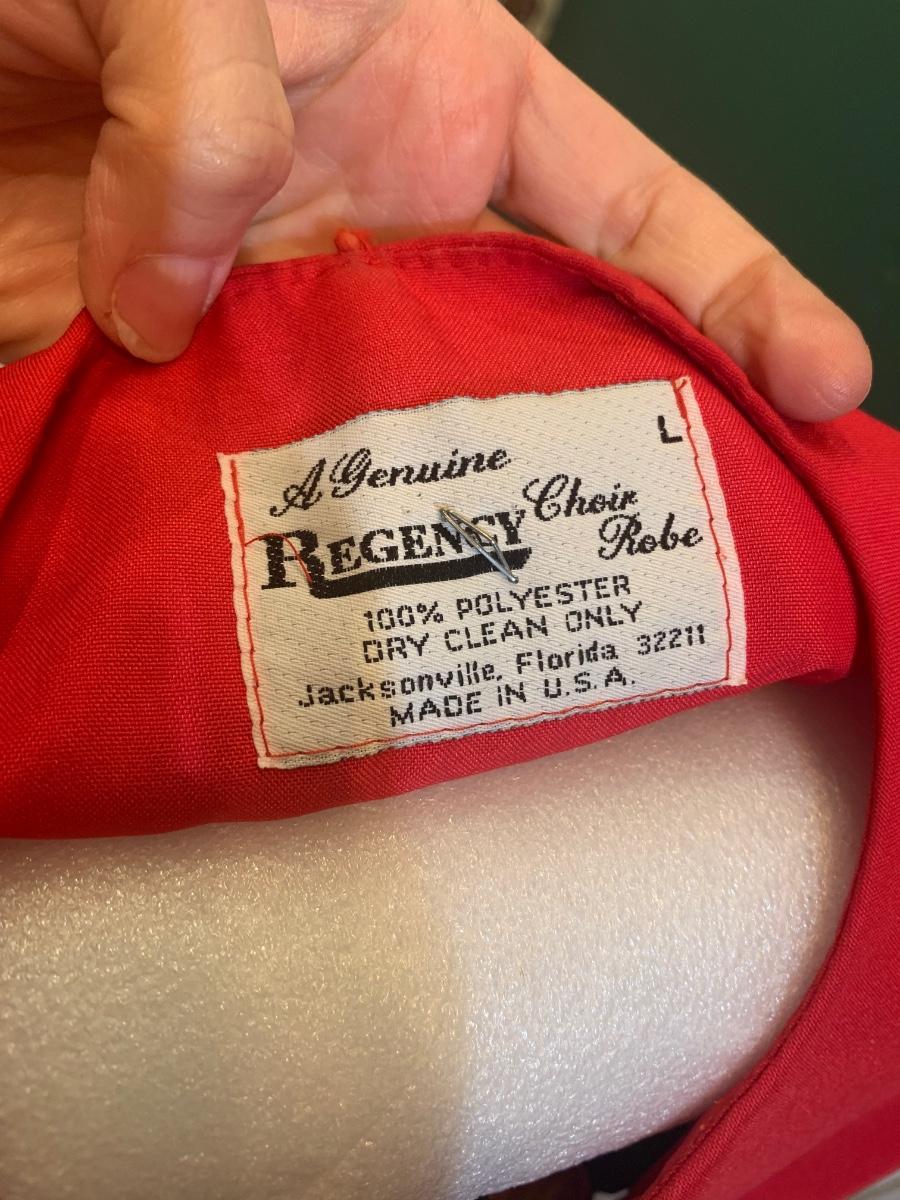 L
A Genuine
REGENCY Choir
Robe
100% POLYESTER
DRY CLEAN ONLY
Jacksonville, Florida 32211
MADE IN U.S.A.